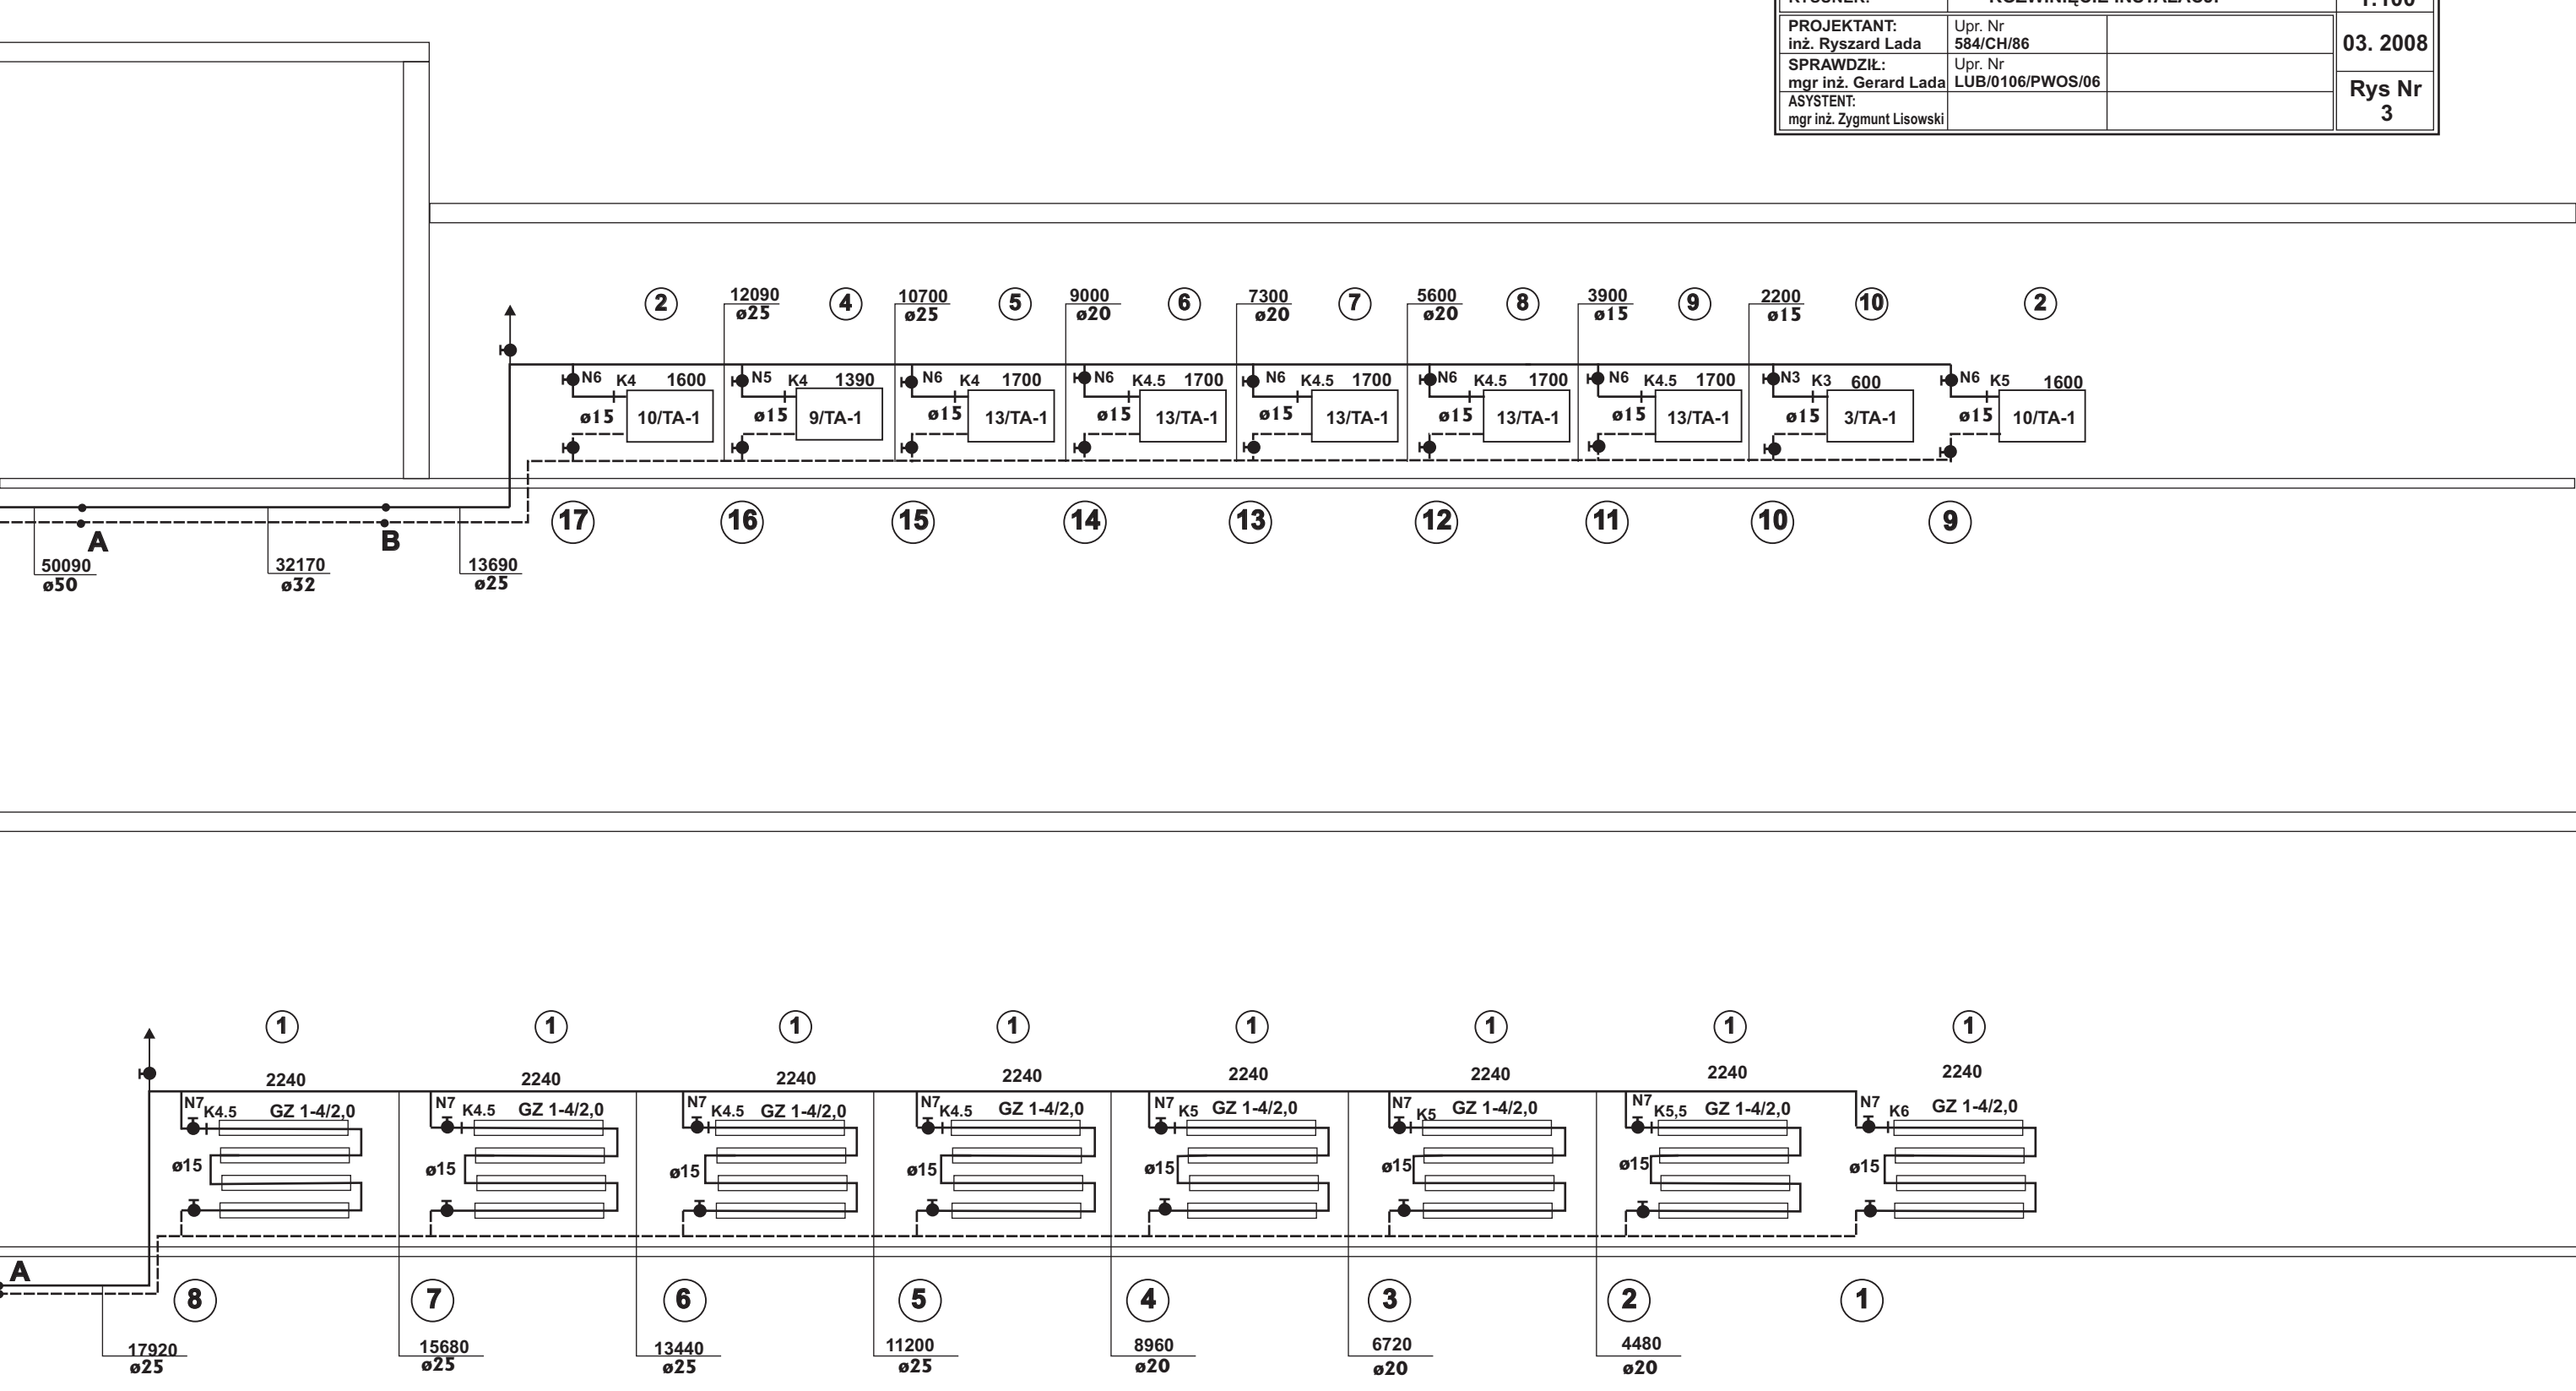 RYSUNEK: ROZWINIĘCIE INSTALACJI 1:100
PROJEKTANT: Upr. Nr
inż. Ryszard Lada 584/CH/86 03. 2008
SPRAWDZIŁ: Upr. Nr
mgr inż. Gerard Lada LUB/0106/PWOS/06
Rys Nr
3
ASYSTENT:
mgr inż. Zygmunt Lisowski
2 12090 4 10700 5 9000 6 7300 7 5600 8 3900 9 2200 10 2
ø25 ø25 ø20 ø20 ø20 ø15 ø15
N6 K4 1600 N5 K4 1390 N6 K4 1700 N6 K4.5 1700 N6 K4.5 1700 N6 K4.5 1700 N6 K4.5 1700 N3 K3 600 N6 K5 1600
ø15 10/TA-1 ø15 9/TA-1 ø15 13/TA-1 ø15 13/TA-1 ø15 13/TA-1 ø15 13/TA-1 ø15 13/TA-1 ø15 3/TA-1 ø15 10/TA-1
17 16 15 14 13 12 11 10 9
A B
50090 32170 13690
ø50 ø32 ø25
1 1 1 1 1 1 1 1
2240 2240 2240 2240 2240 2240 2240 2240
N7 K4.5 GZ 1-4/2,0 N7 K4.5 GZ 1-4/2,0 N7 K4.5 GZ 1-4/2,0 N7 K4.5 GZ 1-4/2,0 N7 K5 GZ 1-4/2,0 N7 K5 GZ 1-4/2,0 N7 K5,5 GZ 1-4/2,0 N7 K6 GZ 1-4/2,0
ø15 ø15 ø15 ø15 ø15 ø15 ø15 ø15
A
8 7 6 5 4 3 2 1
17920 15680 13440 11200 8960 6720 4480
ø25 ø25 ø25 ø25 ø20 ø20 ø20